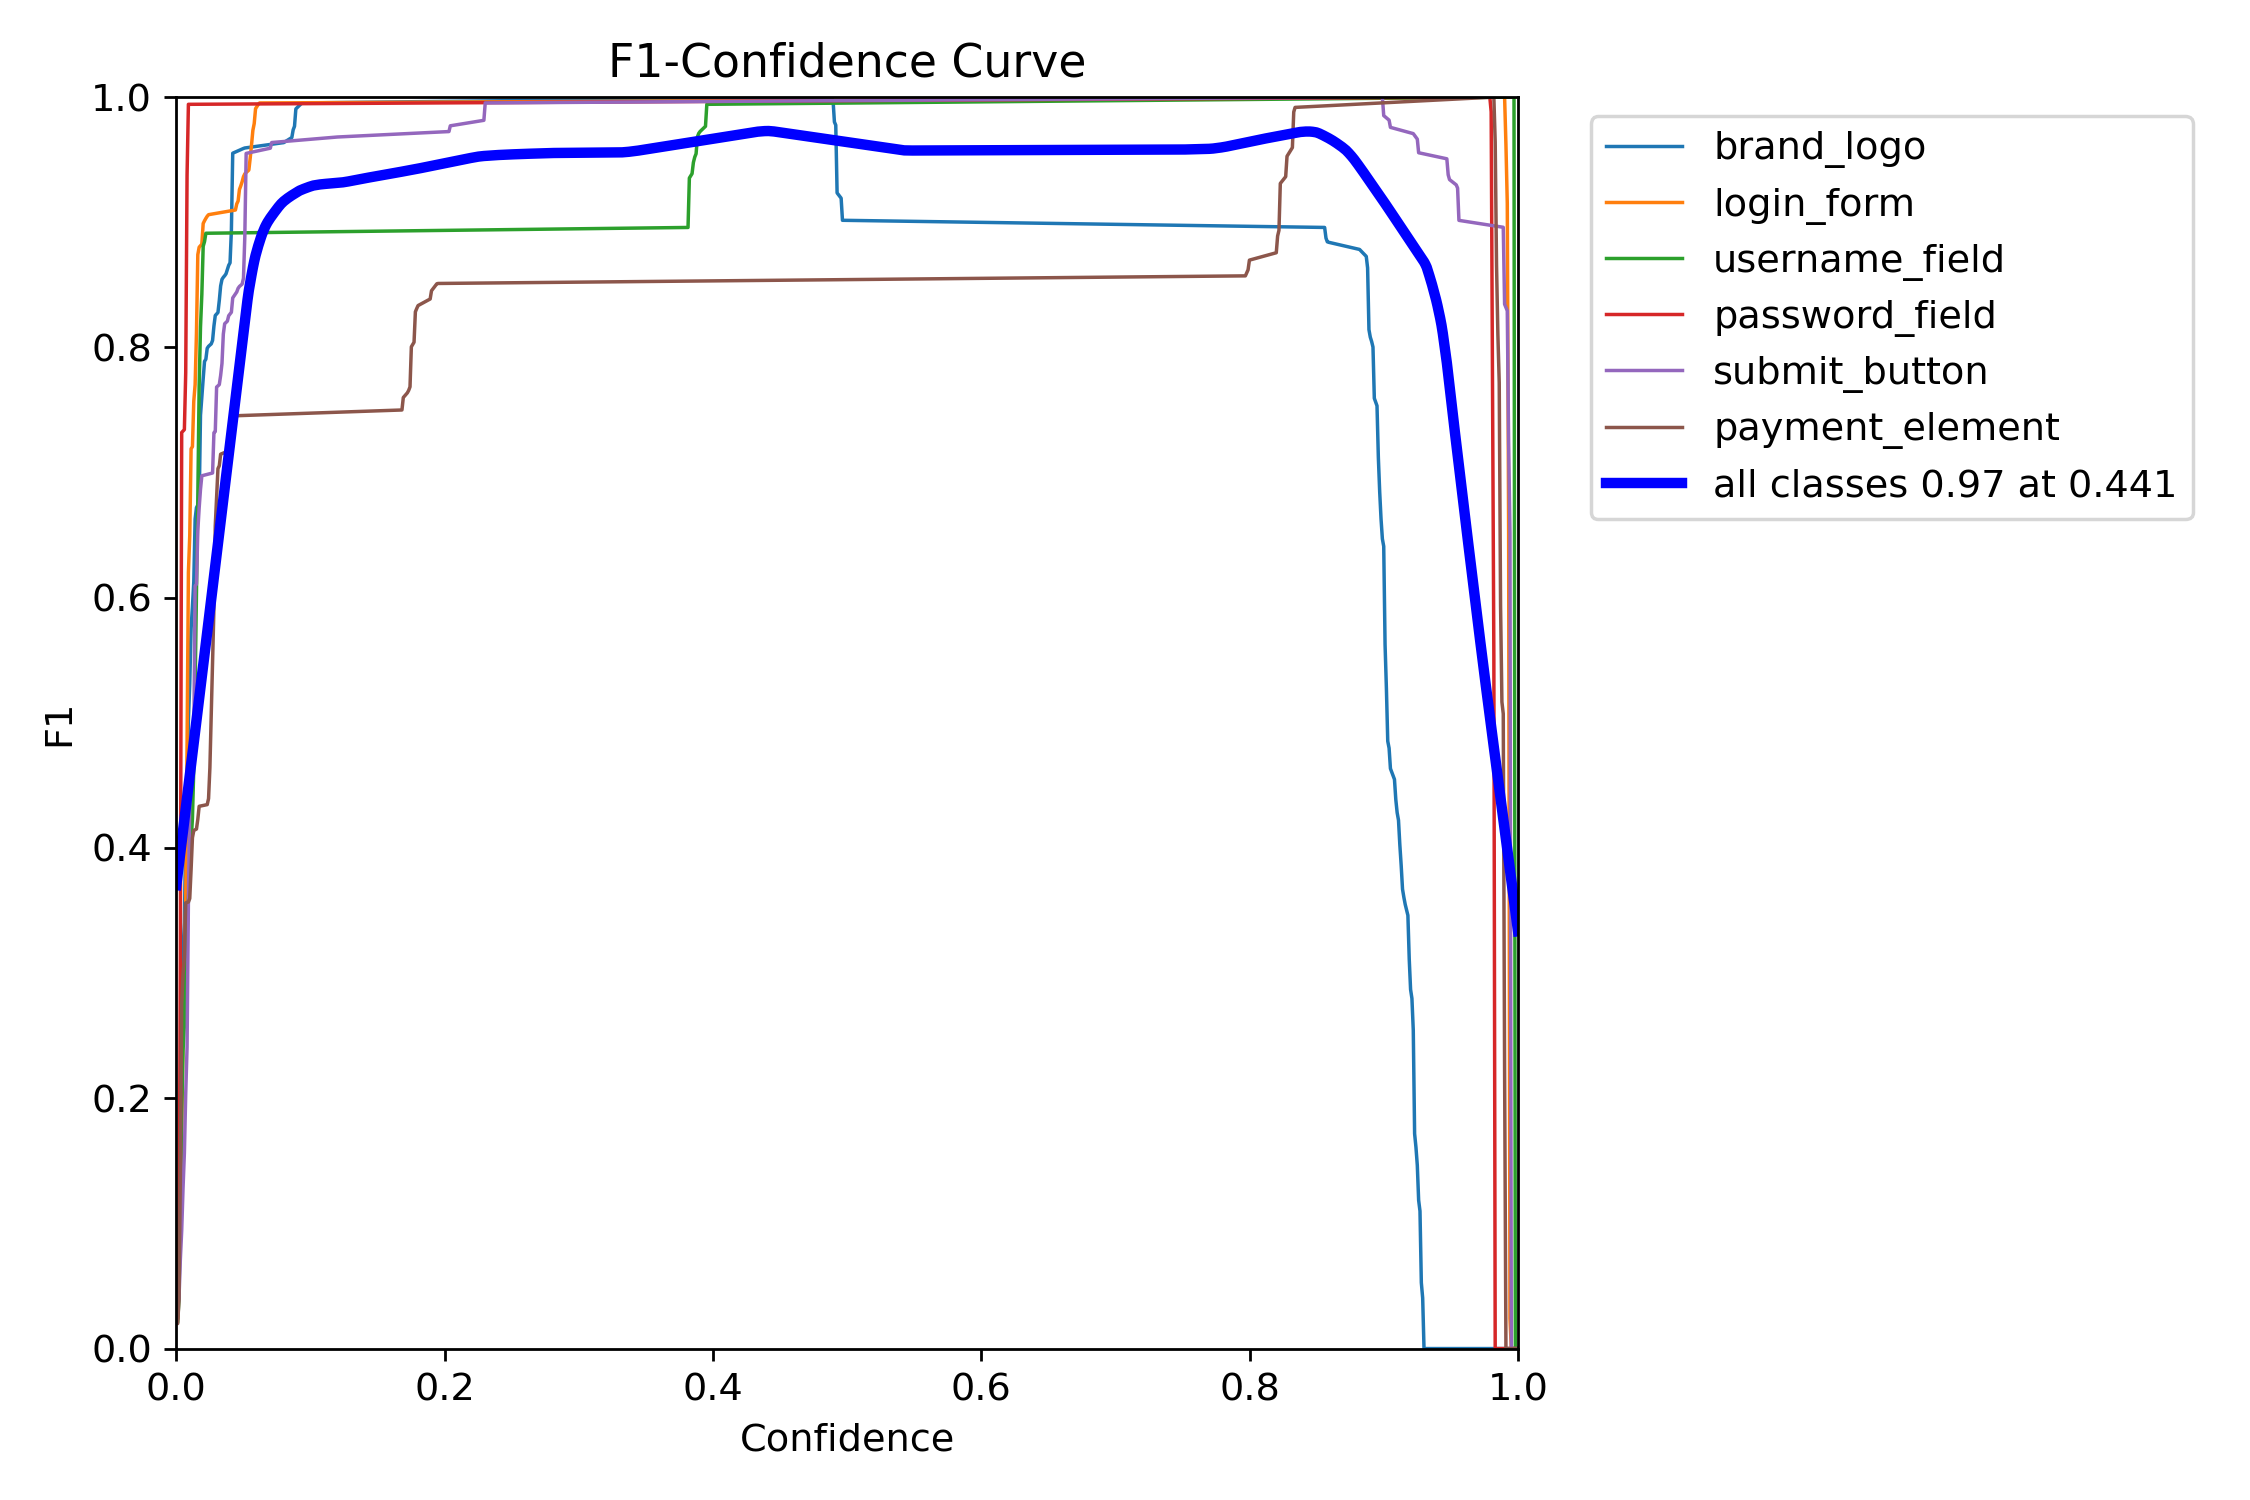 F1-Confidence Curve
1.0
0.8
0.6
0.4
0.2
0.0
F1
0.0 0.2 0.4 0.6 0.8 1.0
Confidence
brand_logo
login_form
username_field
password_field
submit_button
payment_element
all classes 0.97 at 0.441